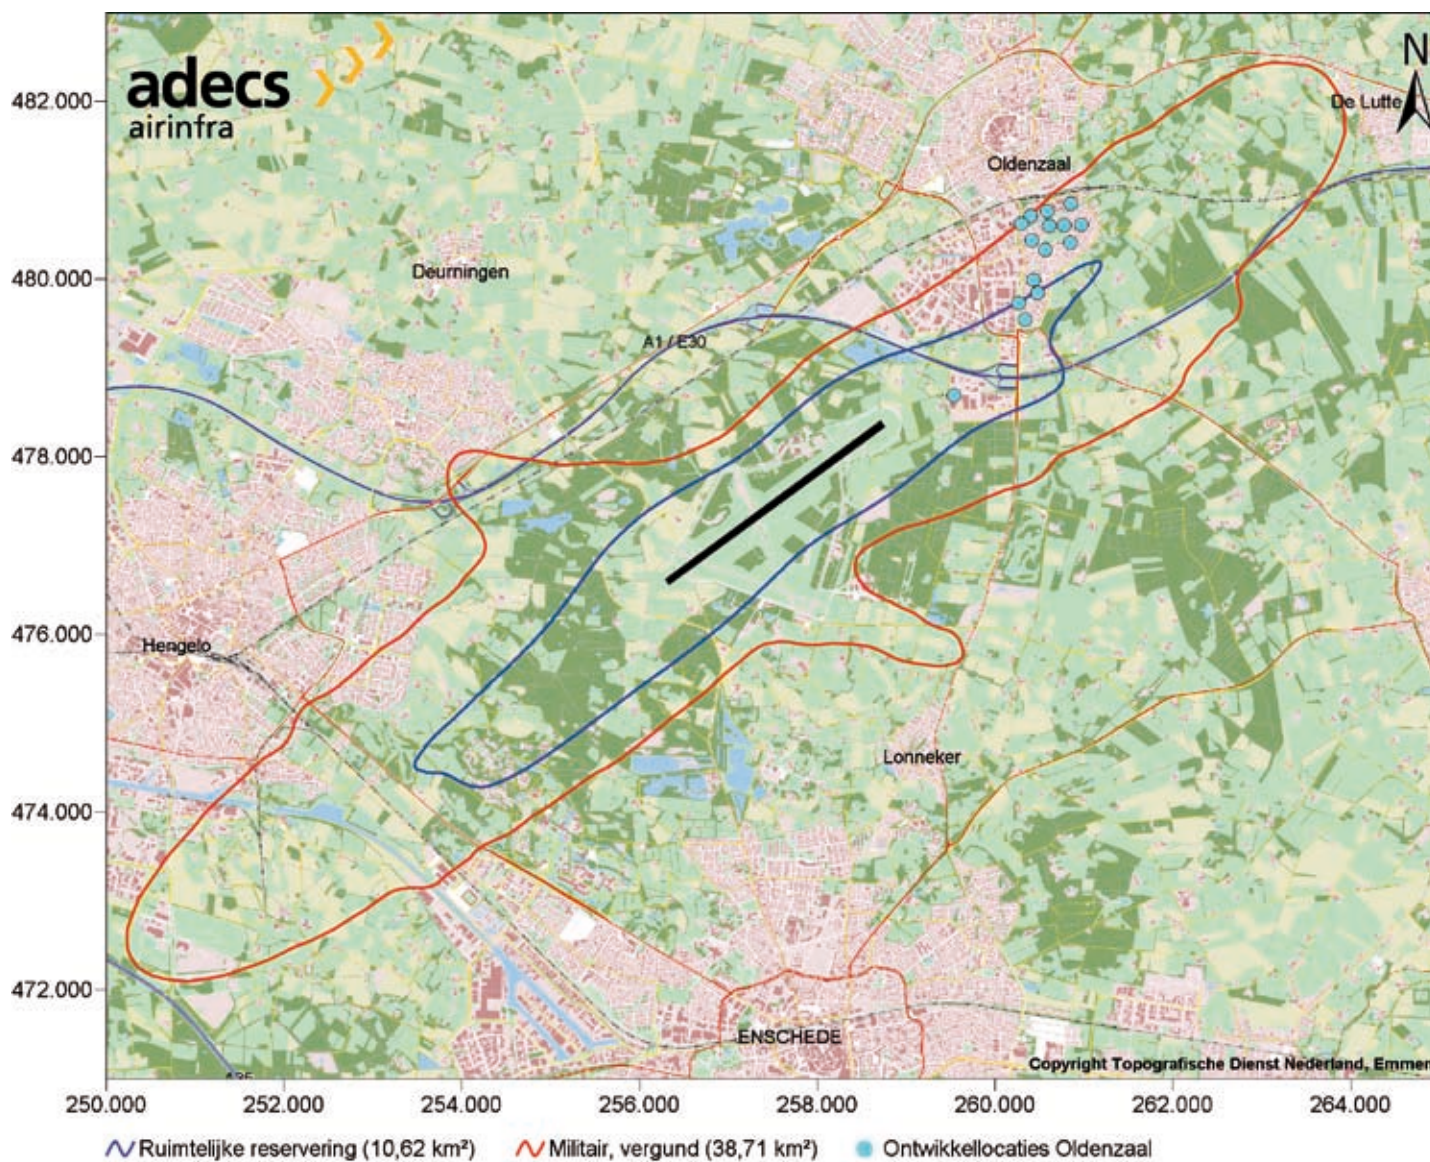 adecs
airinfra
N
De Lutte
Oldenzaal
Deurningen
A1 / E30
Hengelo
Lonneker
ENSCHEDE
Copyright Topografische Dienst Nederland, Emmen
482.000
480.000
478.000
476.000
474.000
472.000
250.000 252.000 254.000 256.000 258.000 260.000 262.000 264.000
Ruimtelijke reservering (10,62 km²) Militair, vergund (38,71 km²) Ontwikkellocaties Oldenzaal